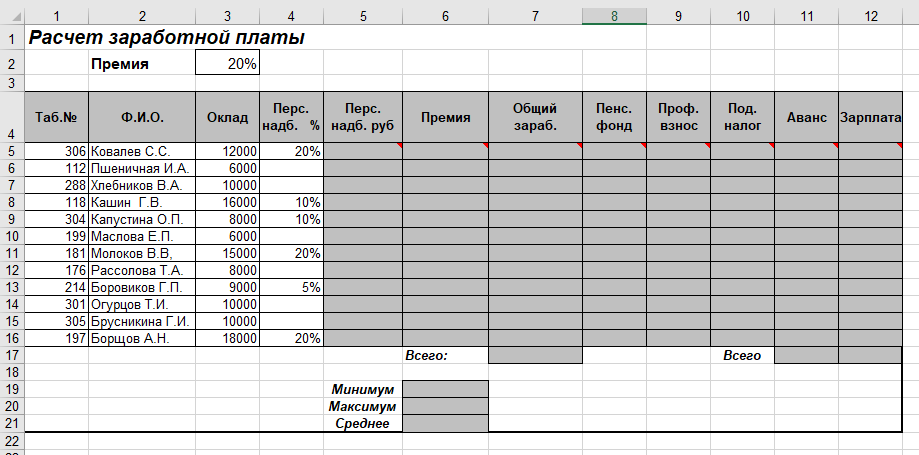 1 2 3 4 5 6 7 8 9 10 11 12
1 Расчет заработной платы
2 Премия 20%
3
4 Таб.№ Ф.И.О. Оклад Перс. надб. % Перс. надб. руб Премия Общий зараб. Пенс. фонд Проф. взнос Под. налог Аванс Зарплата
5 306 Ковалев С.С. 12000 20%
6 112 Пшеничная И.А. 6000
7 288 Хлебников В.А. 10000
8 118 Кашин Г.В. 16000 10%
9 304 Капустина О.П. 8000 10%
10 199 Маслова Е.П. 6000
11 181 Молоков В.В, 15000 20%
12 176 Рассолова Т.А. 8000
13 214 Боровиков Г.П. 9000 5%
14 301 Огурцов Т.И. 10000
15 305 Брусникина Г.И. 10000
16 197 Борщов А.Н. 18000 20%
17 Всего: Всего
18
19 Минимум
20 Максимум
21 Среднее
22